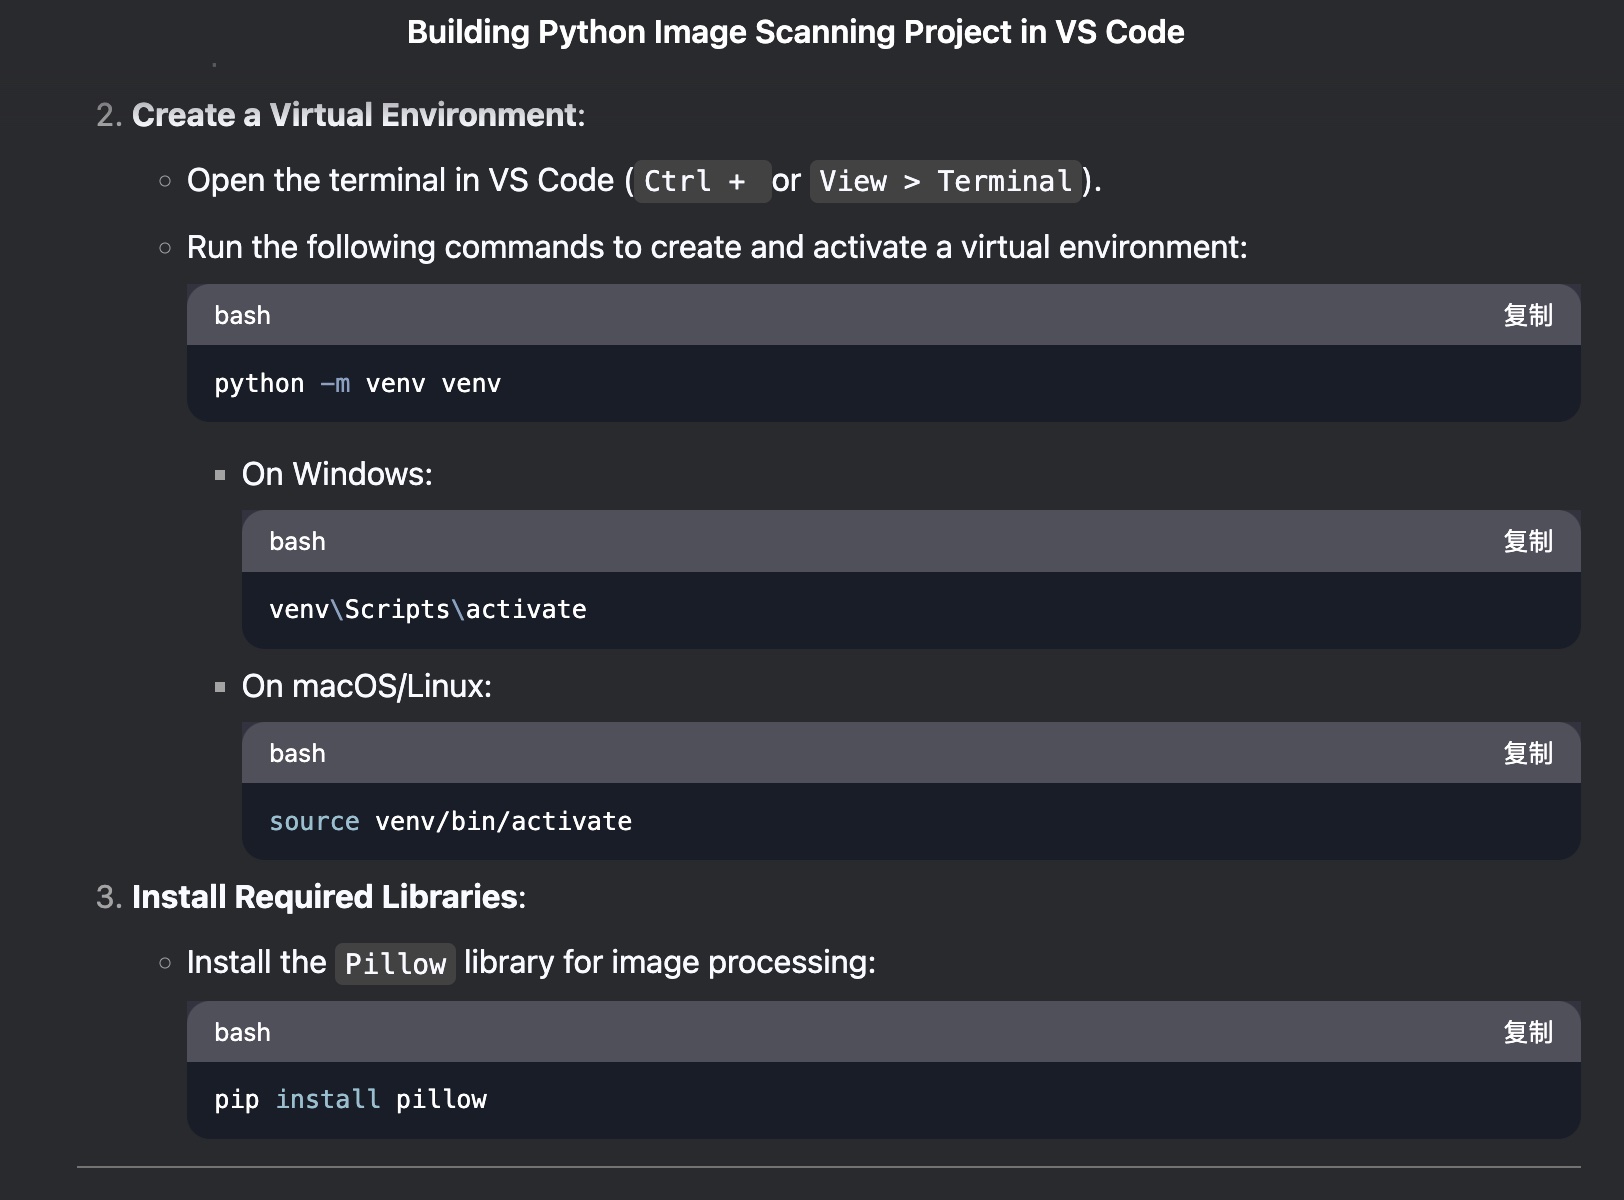 Building Python Image Scanning Project in VS Code
2. Create a Virtual Environment:
Open the terminal in VS Code (Ctrl + or View > Terminal).
Run the following commands to create and activate a virtual environment:
bash 复制
python -m venv venv
On Windows:
bash 复制
venv\Scripts\activate
On macOS/Linux:
bash 复制
source venv/bin/activate
3. Install Required Libraries:
Install the Pillow library for image processing:
bash 复制
pip install pillow